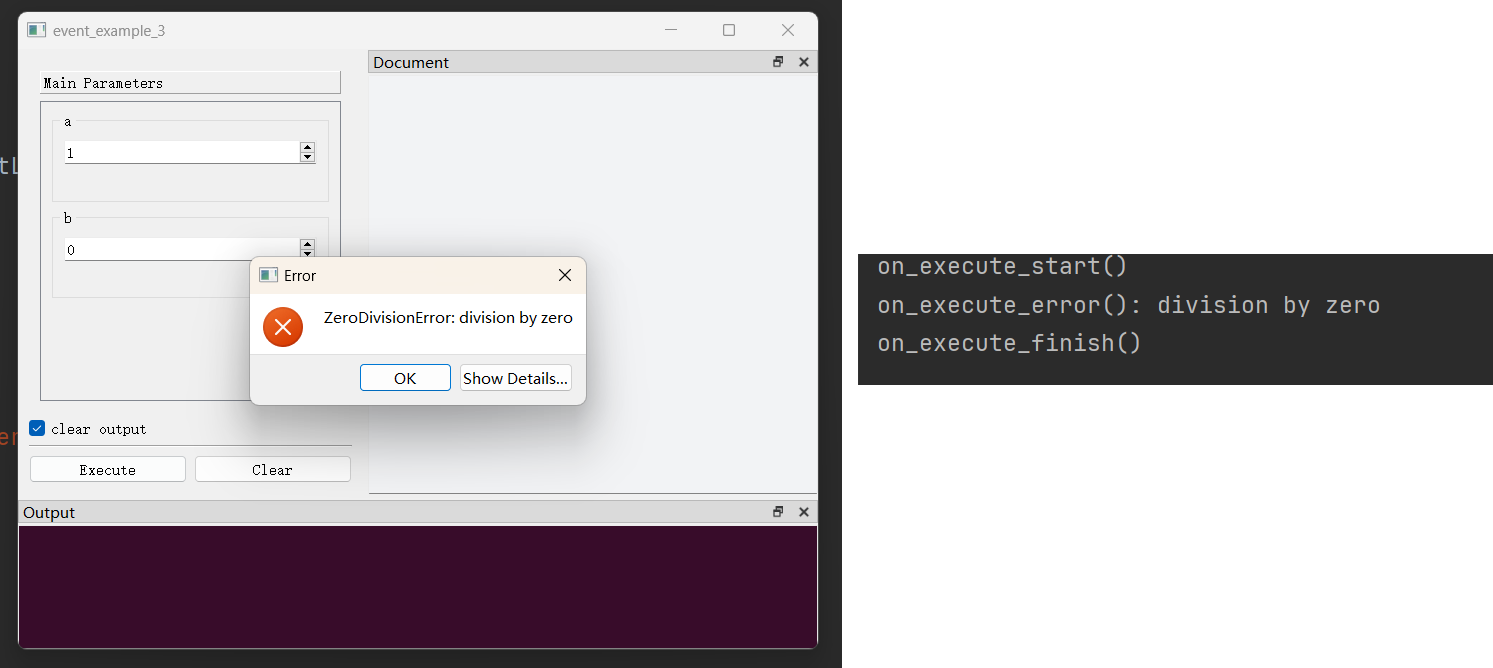 event_example_3
Document
Main Parameters
a
1
b
0
Error
ZeroDivisionError: division by zero
OK
Show Details...
clear output
Execute
Clear
Output
on_execute_start()
on_execute_error(): division by zero
on_execute_finish()